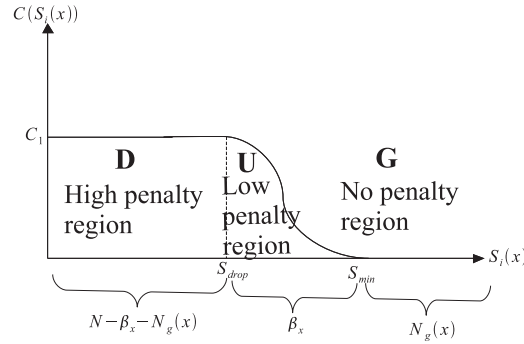 C(S_i(x))
C_1
D
High penalty
region
U
Low
penalty
region
G
No penalty
region
S_i(x)
S_drop
S_min
N−β_x−N_g(x)
β_x
N_g(x)